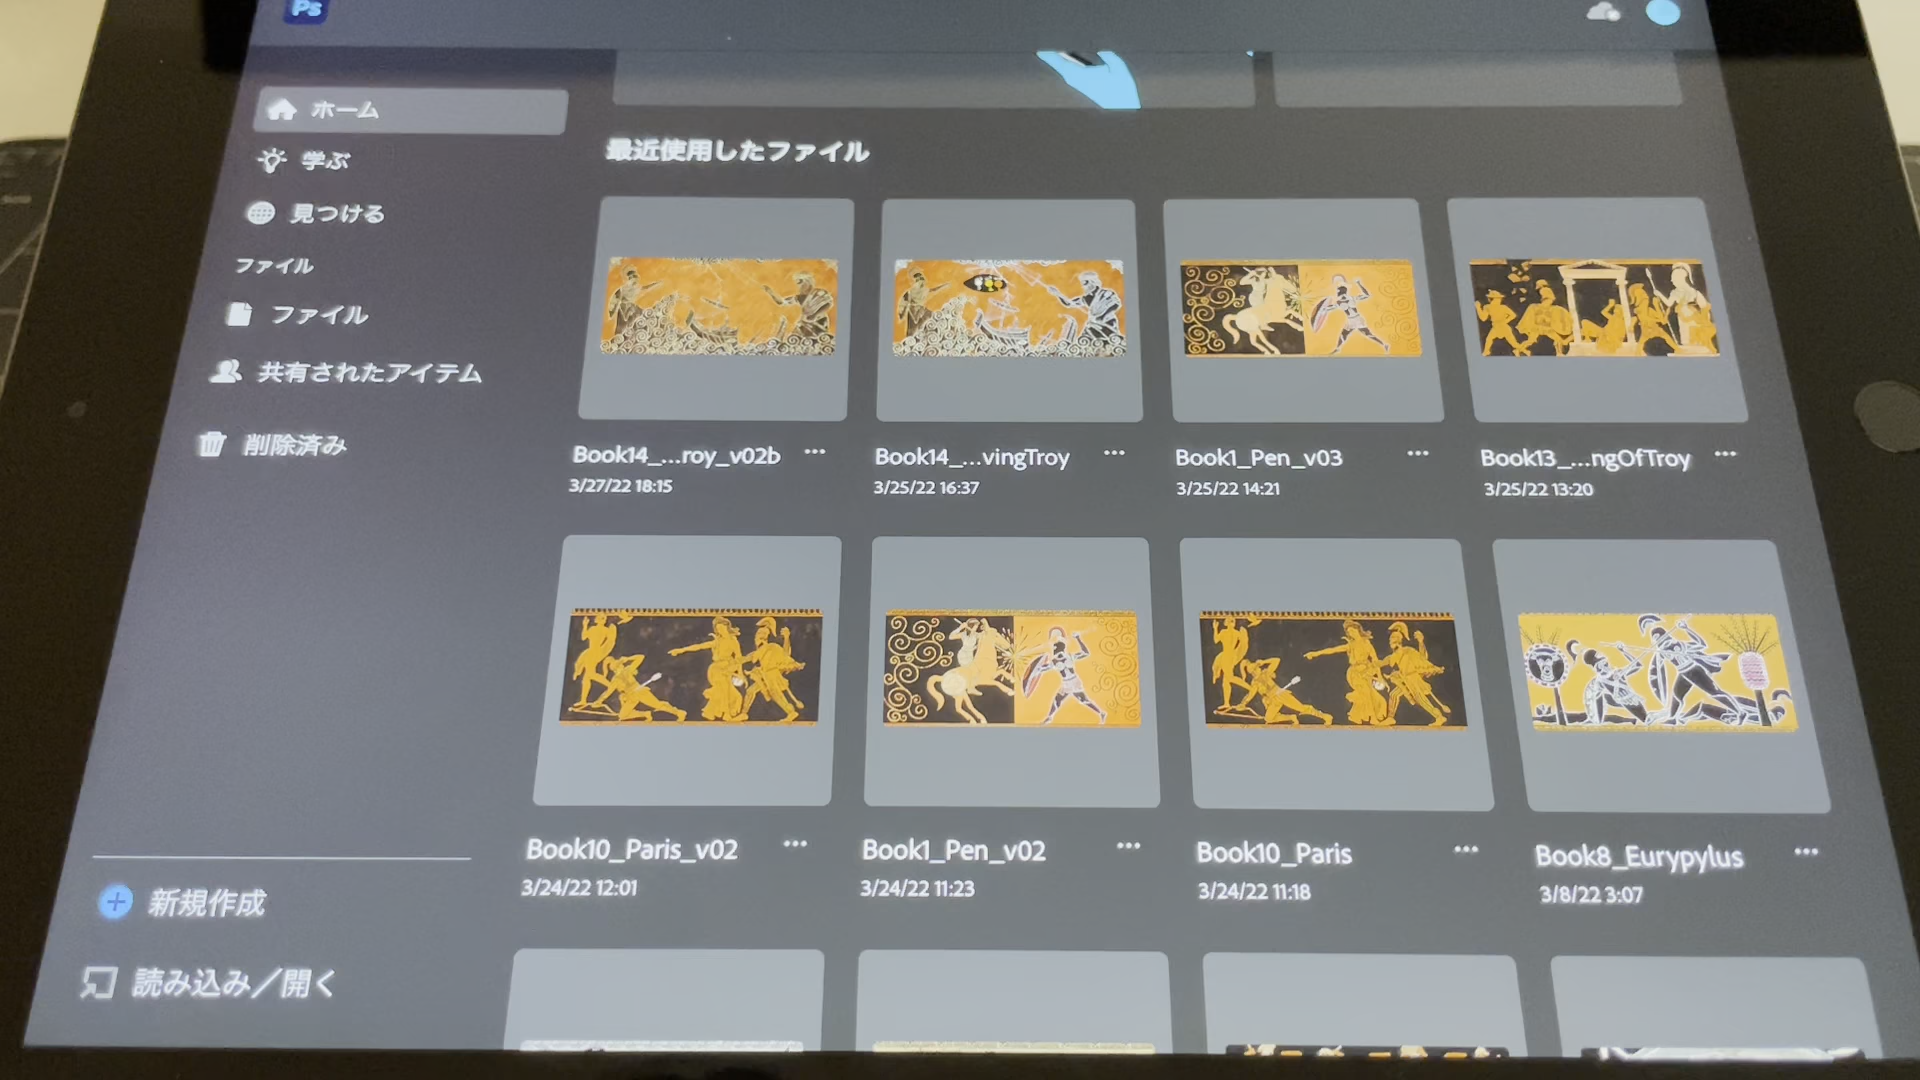 Ps
ホーム
学ぶ
見つける
ファイル
ファイル
共有されたアイテム
削除済み
新規作成
読み込み／開く
最近使用したファイル
Book14_...roy_v02b ...
3/27/22 18:15
Book14_...vingTroy ...
3/25/22 16:37
Book1_Pen_v03 ...
3/25/22 14:21
Book13_...ngOfTroy ...
3/25/22 13:20
Book10_Paris_v02 ...
3/24/22 12:01
Book1_Pen_v02 ...
3/24/22 11:23
Book10_Paris ...
3/24/22 11:18
Book8_Eurypylus ...
3/8/22 3:07